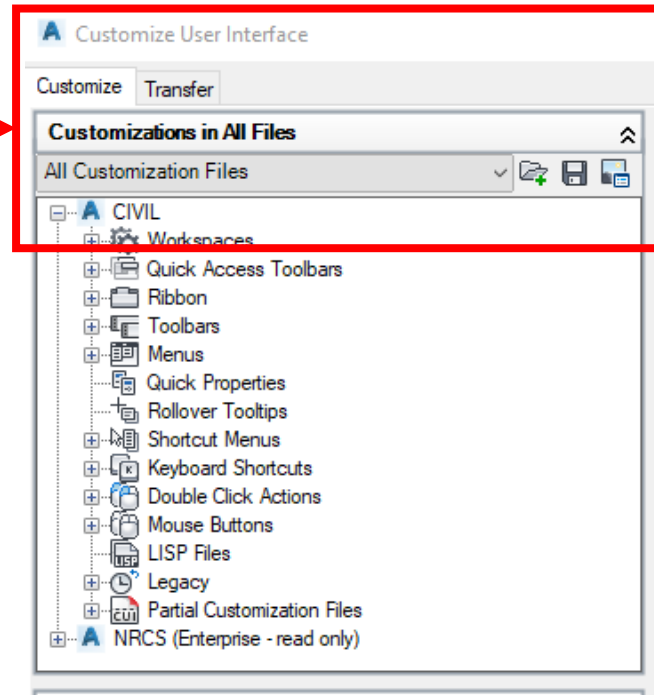 Customize User Interface
Customize Transfer
Customizations in All Files
All Customization Files
CIVIL
Workspaces
Quick Access Toolbars
Ribbon
Toolbars
Menus
Quick Properties
Rollover Tooltips
Shortcut Menus
Keyboard Shortcuts
Double Click Actions
Mouse Buttons
LISP Files
Legacy
Partial Customization Files
NRCS (Enterprise - read only)